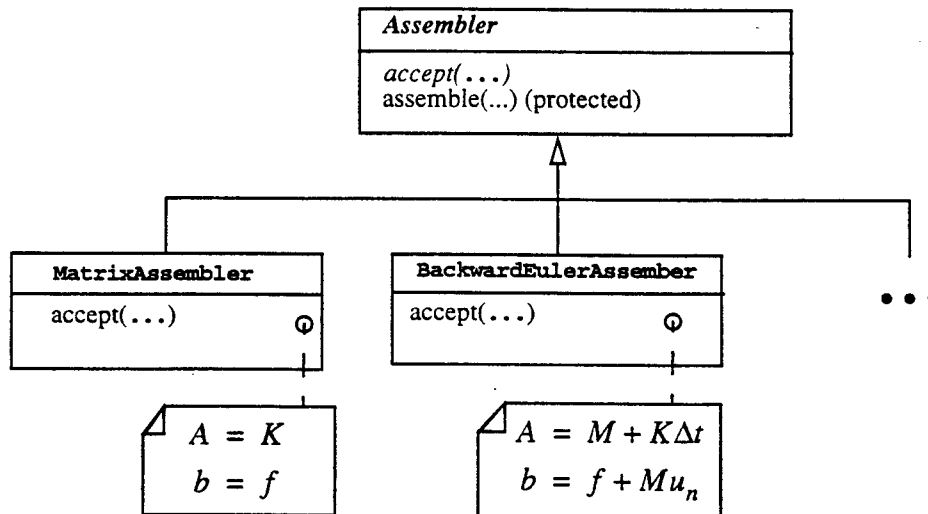 Assembler
accept(...)
assemble(...) (protected)
MatrixAssembler
accept(...)
BackwardEulerAssember
accept(...)
• • •
A = K
b = f
A = M + KΔt
b = f + Mu_n